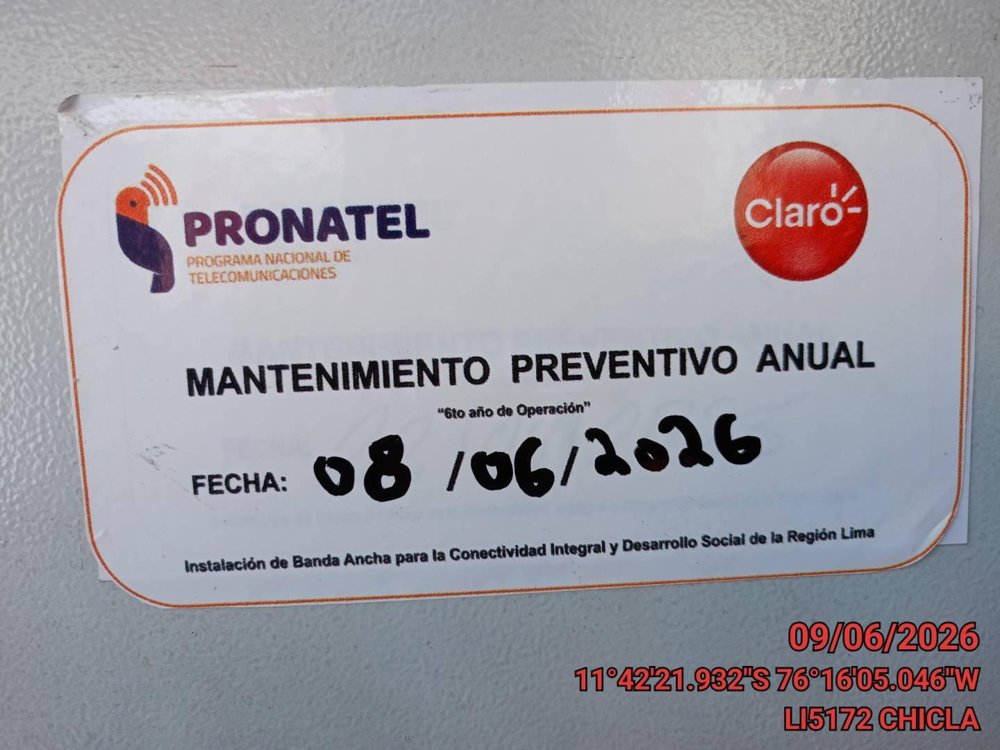 PRONATEL
PROGRAMA NACIONAL DE
TELECOMUNICACIONES
Claro
MANTENIMIENTO PREVENTIVO ANUAL
“6to año de Operación”
FECHA: 08/06/2026
Instalación de Banda Ancha para la Conectividad Integral y Desarrollo Social de la Región Lima
09/06/2026
11°42'21.932"S 76°16'05.046"W
LI5172 CHICLA